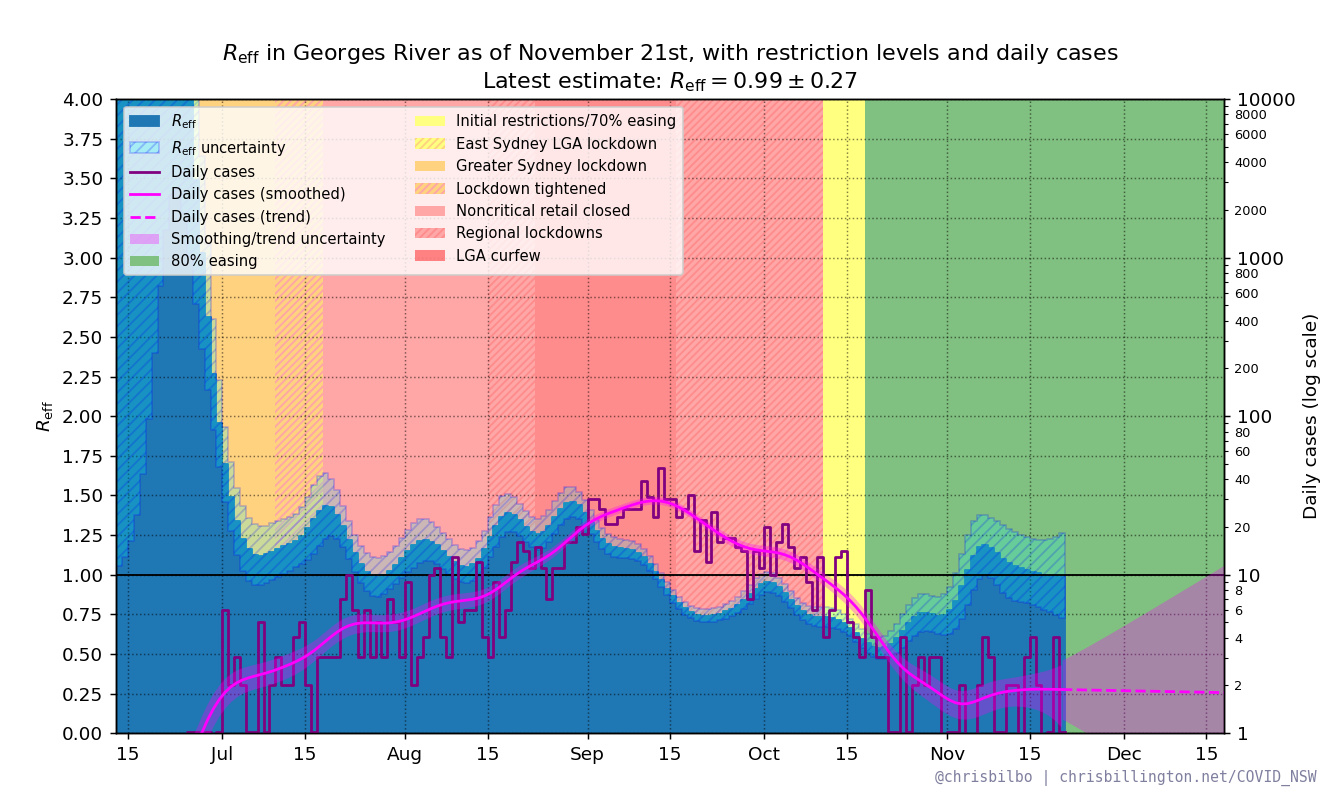 Reff in Georges River as of November 21st, with restriction levels and daily cases
Latest estimate: Reff = 0.99 ± 0.27
Reff
Reff uncertainty
Daily cases
Daily cases (smoothed)
Daily cases (trend)
Smoothing/trend uncertainty
80% easing
Initial restrictions/70% easing
East Sydney LGA lockdown
Greater Sydney lockdown
Lockdown tightened
Noncritical retail closed
Regional lockdowns
LGA curfew
Reff
4.00
3.75
3.50
3.25
3.00
2.75
2.50
2.25
2.00
1.75
1.50
1.25
1.00
0.75
0.50
0.25
0.00
10000
8000
6000
4000
2000
1000
800
600
400
200
100
80
60
40
20
10
8
6
4
2
1
Daily cases (log scale)
15 Jul 15 Aug 15 Sep 15 Oct 15 Nov 15 Dec 15
@chrisbilbo | chrisbillington.net/COVID_NSW